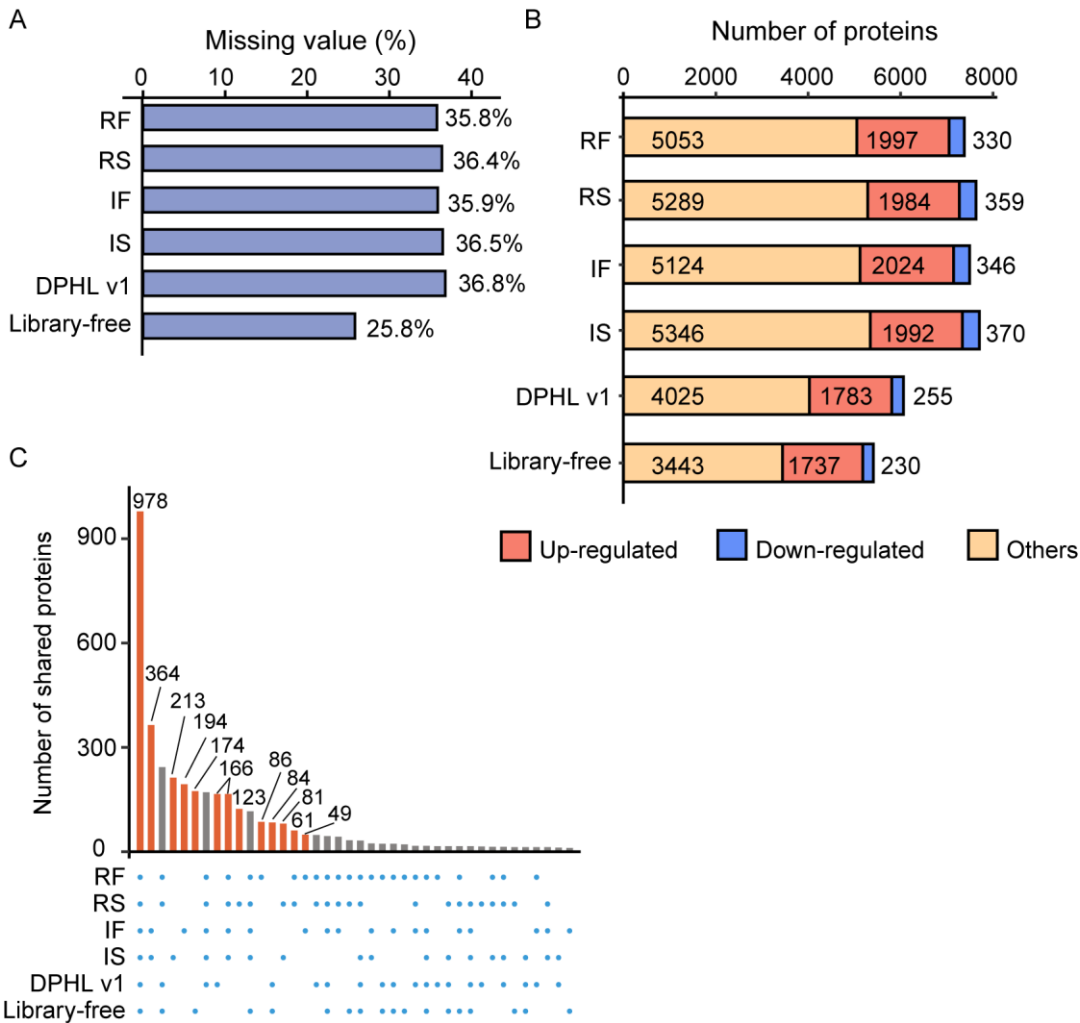 A
Missing value (%)
0 10 20 30 40
RF 35.8%
RS 36.4%
IF 35.9%
IS 36.5%
DPHL v1 36.8%
Library-free 25.8%
B
Number of proteins
0 2000 4000 6000 8000
RF 5053 1997 330
RS 5289 1984 359
IF 5124 2024 346
IS 5346 1992 370
DPHL v1 4025 1783 255
Library-free 3443 1737 230
Up-regulated Down-regulated Others
C
Number of shared proteins
900
600
300
0
978
364
213
194
174
166
123
86
84
81
61
49
RF
RS
IF
IS
DPHL v1
Library-free